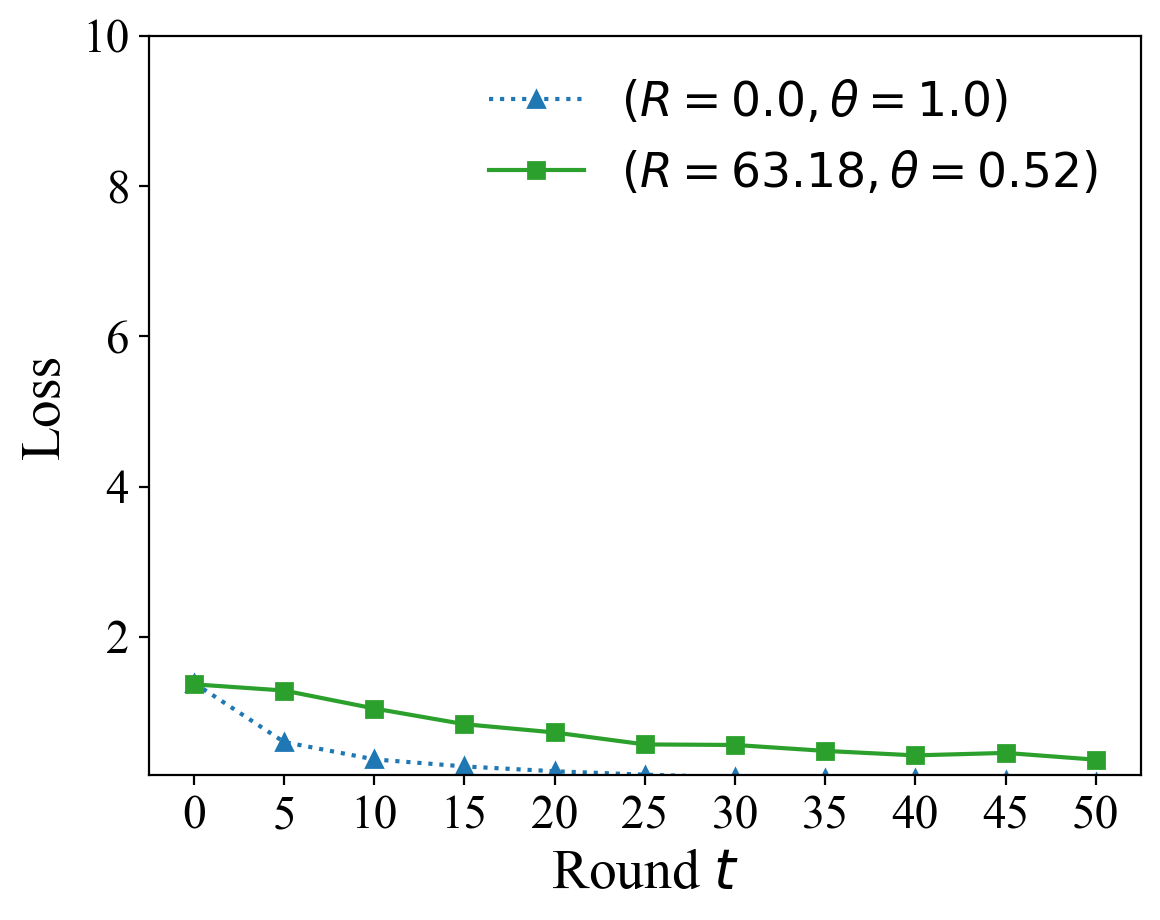 10
8
6
4
2
Loss
(R = 0.0, θ = 1.0)
(R = 63.18, θ = 0.52)
0 5 10 15 20 25 30 35 40 45 50
Round t